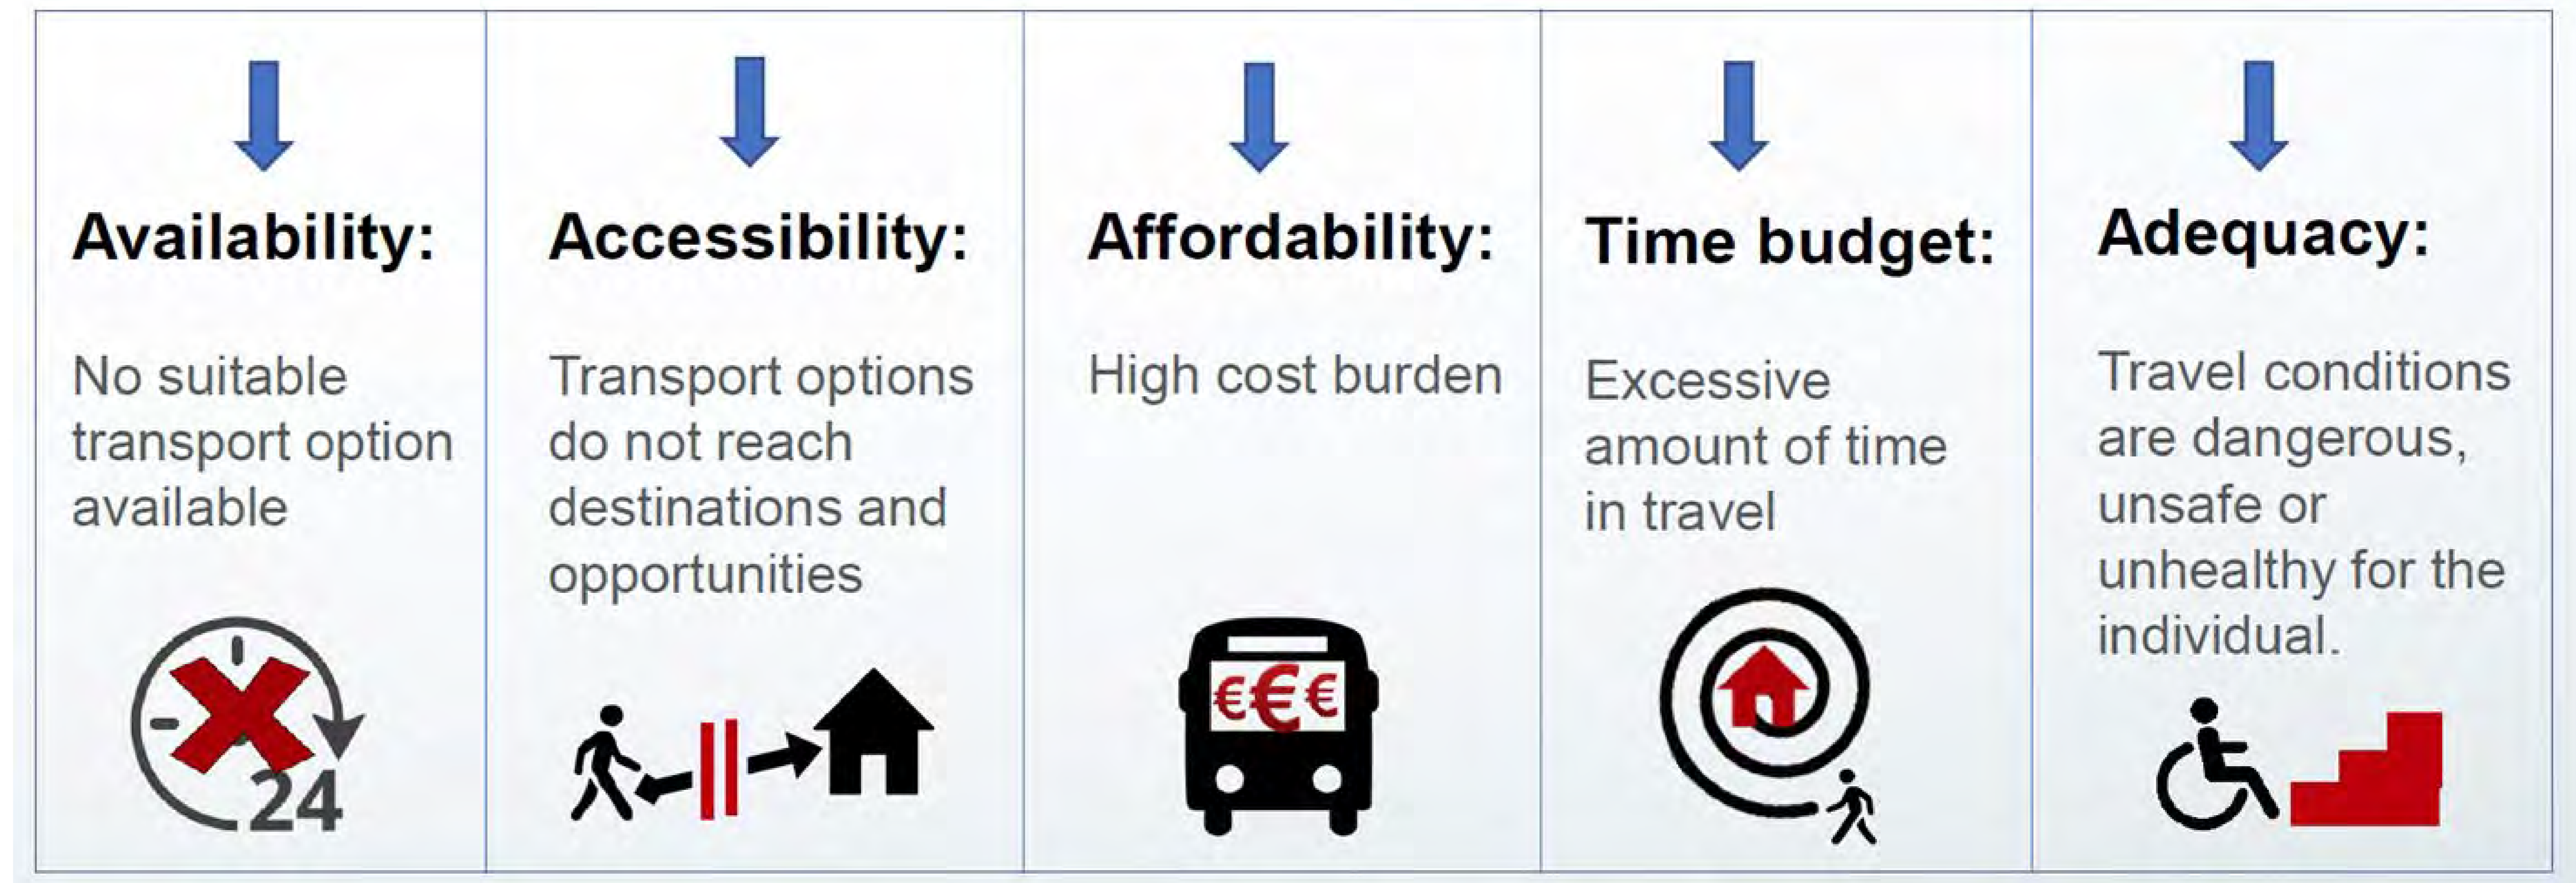 Availability:
No suitable
transport option
available
24
Accessibility:
Transport options
do not reach
destinations and
opportunities
Affordability:
High cost burden
€€€
Time budget:
Excessive
amount of time
in travel
Adequacy:
Travel conditions
are dangerous,
unsafe or
unhealthy for the
individual.